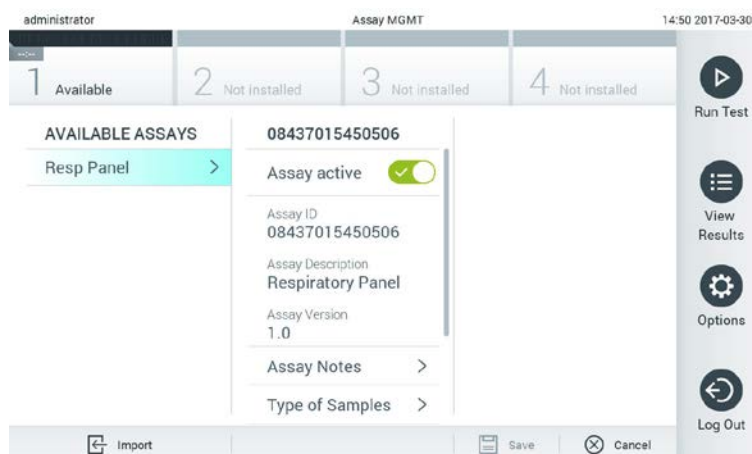 administrator Assay MGMT 14:50 2017-03-30
--:--
1 Available 2 Not installed 3 Not installed 4 Not installed
Run Test
AVAILABLE ASSAYS 08437015450506
Resp Panel > Assay active
View
Results
Assay ID
08437015450506
Assay Description
Respiratory Panel
Options
Assay Version
1.0
Assay Notes >
Type of Samples >
Log Out
Import Save Cancel